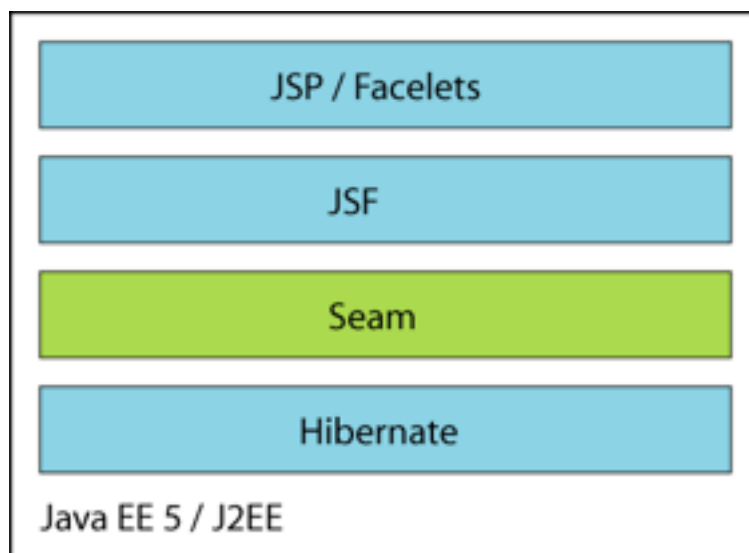 JSP / Facelets
JSF
Seam
Hibernate
Java EE 5 / J2EE